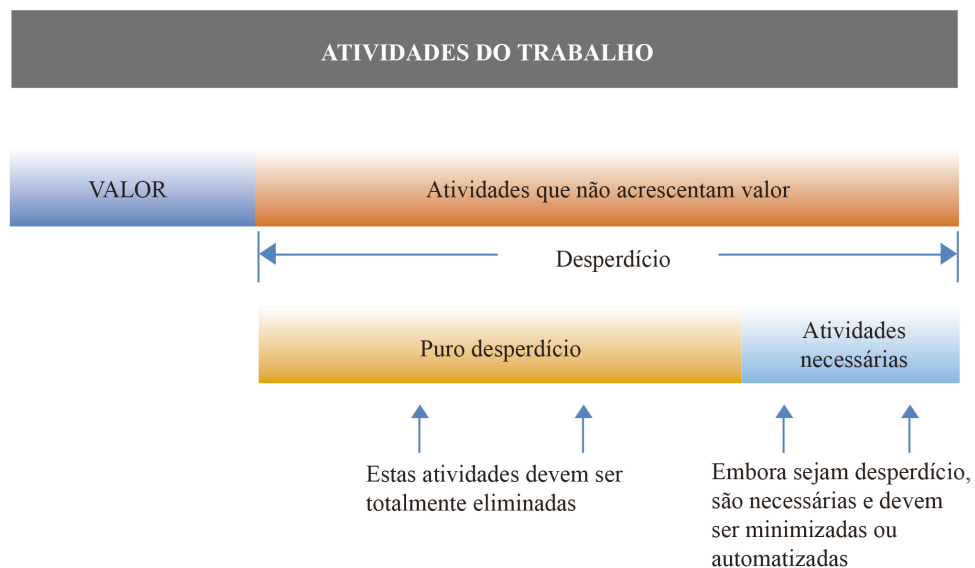 ATIVIDADES DO TRABALHO
VALOR
Atividades que não acrescentam valor
Desperdício
Puro desperdício
Atividades
necessárias
Estas atividades devem ser
totalmente eliminadas
Embora sejam desperdício,
são necessárias e devem
ser minimizadas ou
automatizadas